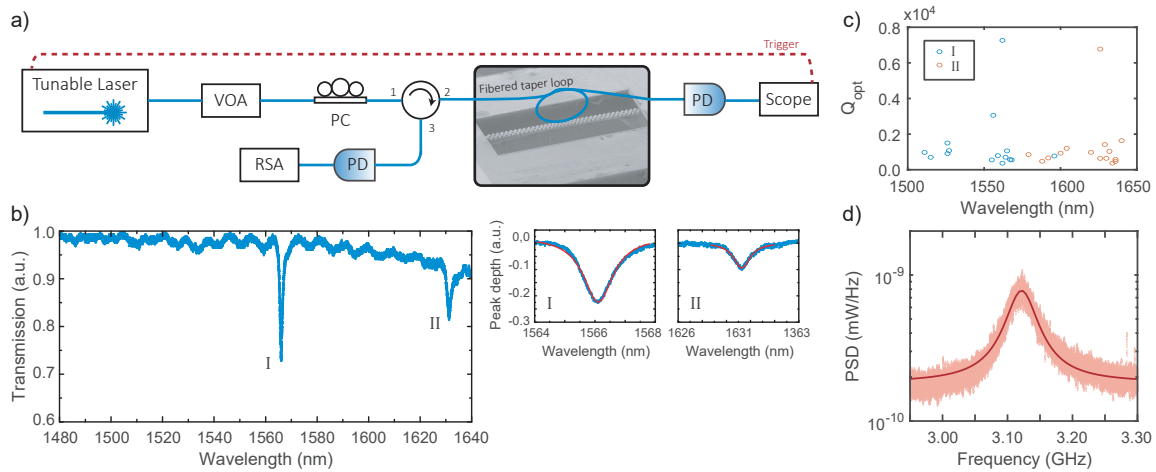 a)
Trigger
Tunable Laser
VOA
PC
1
2
3
Fibered taper loop
PD
Scope
RSA
PD
b)
1.0
0.9
0.8
0.7
0.6
Transmission (a.u.)
I
II
1480 1500 1520 1540 1560 1580 1600 1620 1640
Wavelength (nm)
0.0
-0.1
-0.2
-0.3
Peak depth (a.u.)
I
1564 1566 1568
Wavelength (nm)
II
1626 1631 1363
Wavelength (nm)
c)
x10⁴
0.8
0.6
0.4
0.2
0
Qopt
I
II
1500 1550 1600 1650
Wavelength (nm)
d)
10⁻⁹
10⁻¹⁰
PSD (mW/Hz)
3.00 3.10 3.20 3.30
Frequency (GHz)